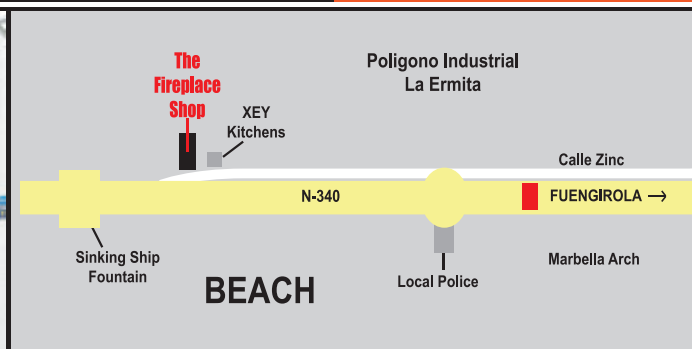 The
Fireplace
Shop
XEY
Kitchens
Poligono Industrial
La Ermita
Calle Zinc
N-340
FUENGIROLA →
Sinking Ship
Fountain
BEACH
Local Police
Marbella Arch